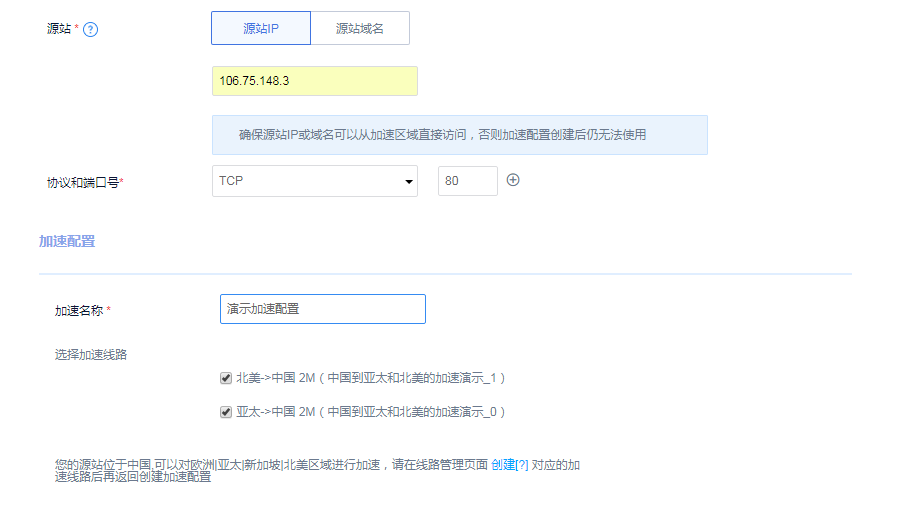 源站 * ?
源站IP 源站域名
106.75.148.3
确保源站IP或域名可以从加速区域直接访问，否则加速配置创建后仍无法使用
协议和端口号* TCP 80
加速配置
加速名称 * 演示加速配置
选择加速线路
北美->中国 2M（中国到亚太和北美的加速演示_1）
亚太->中国 2M（中国到亚太和北美的加速演示_0）
您的源站位于中国,可以对欧洲|亚太|新加坡|北美区域进行加速，请在线路管理页面 创建[?] 对应的加
速线路后再返回创建加速配置